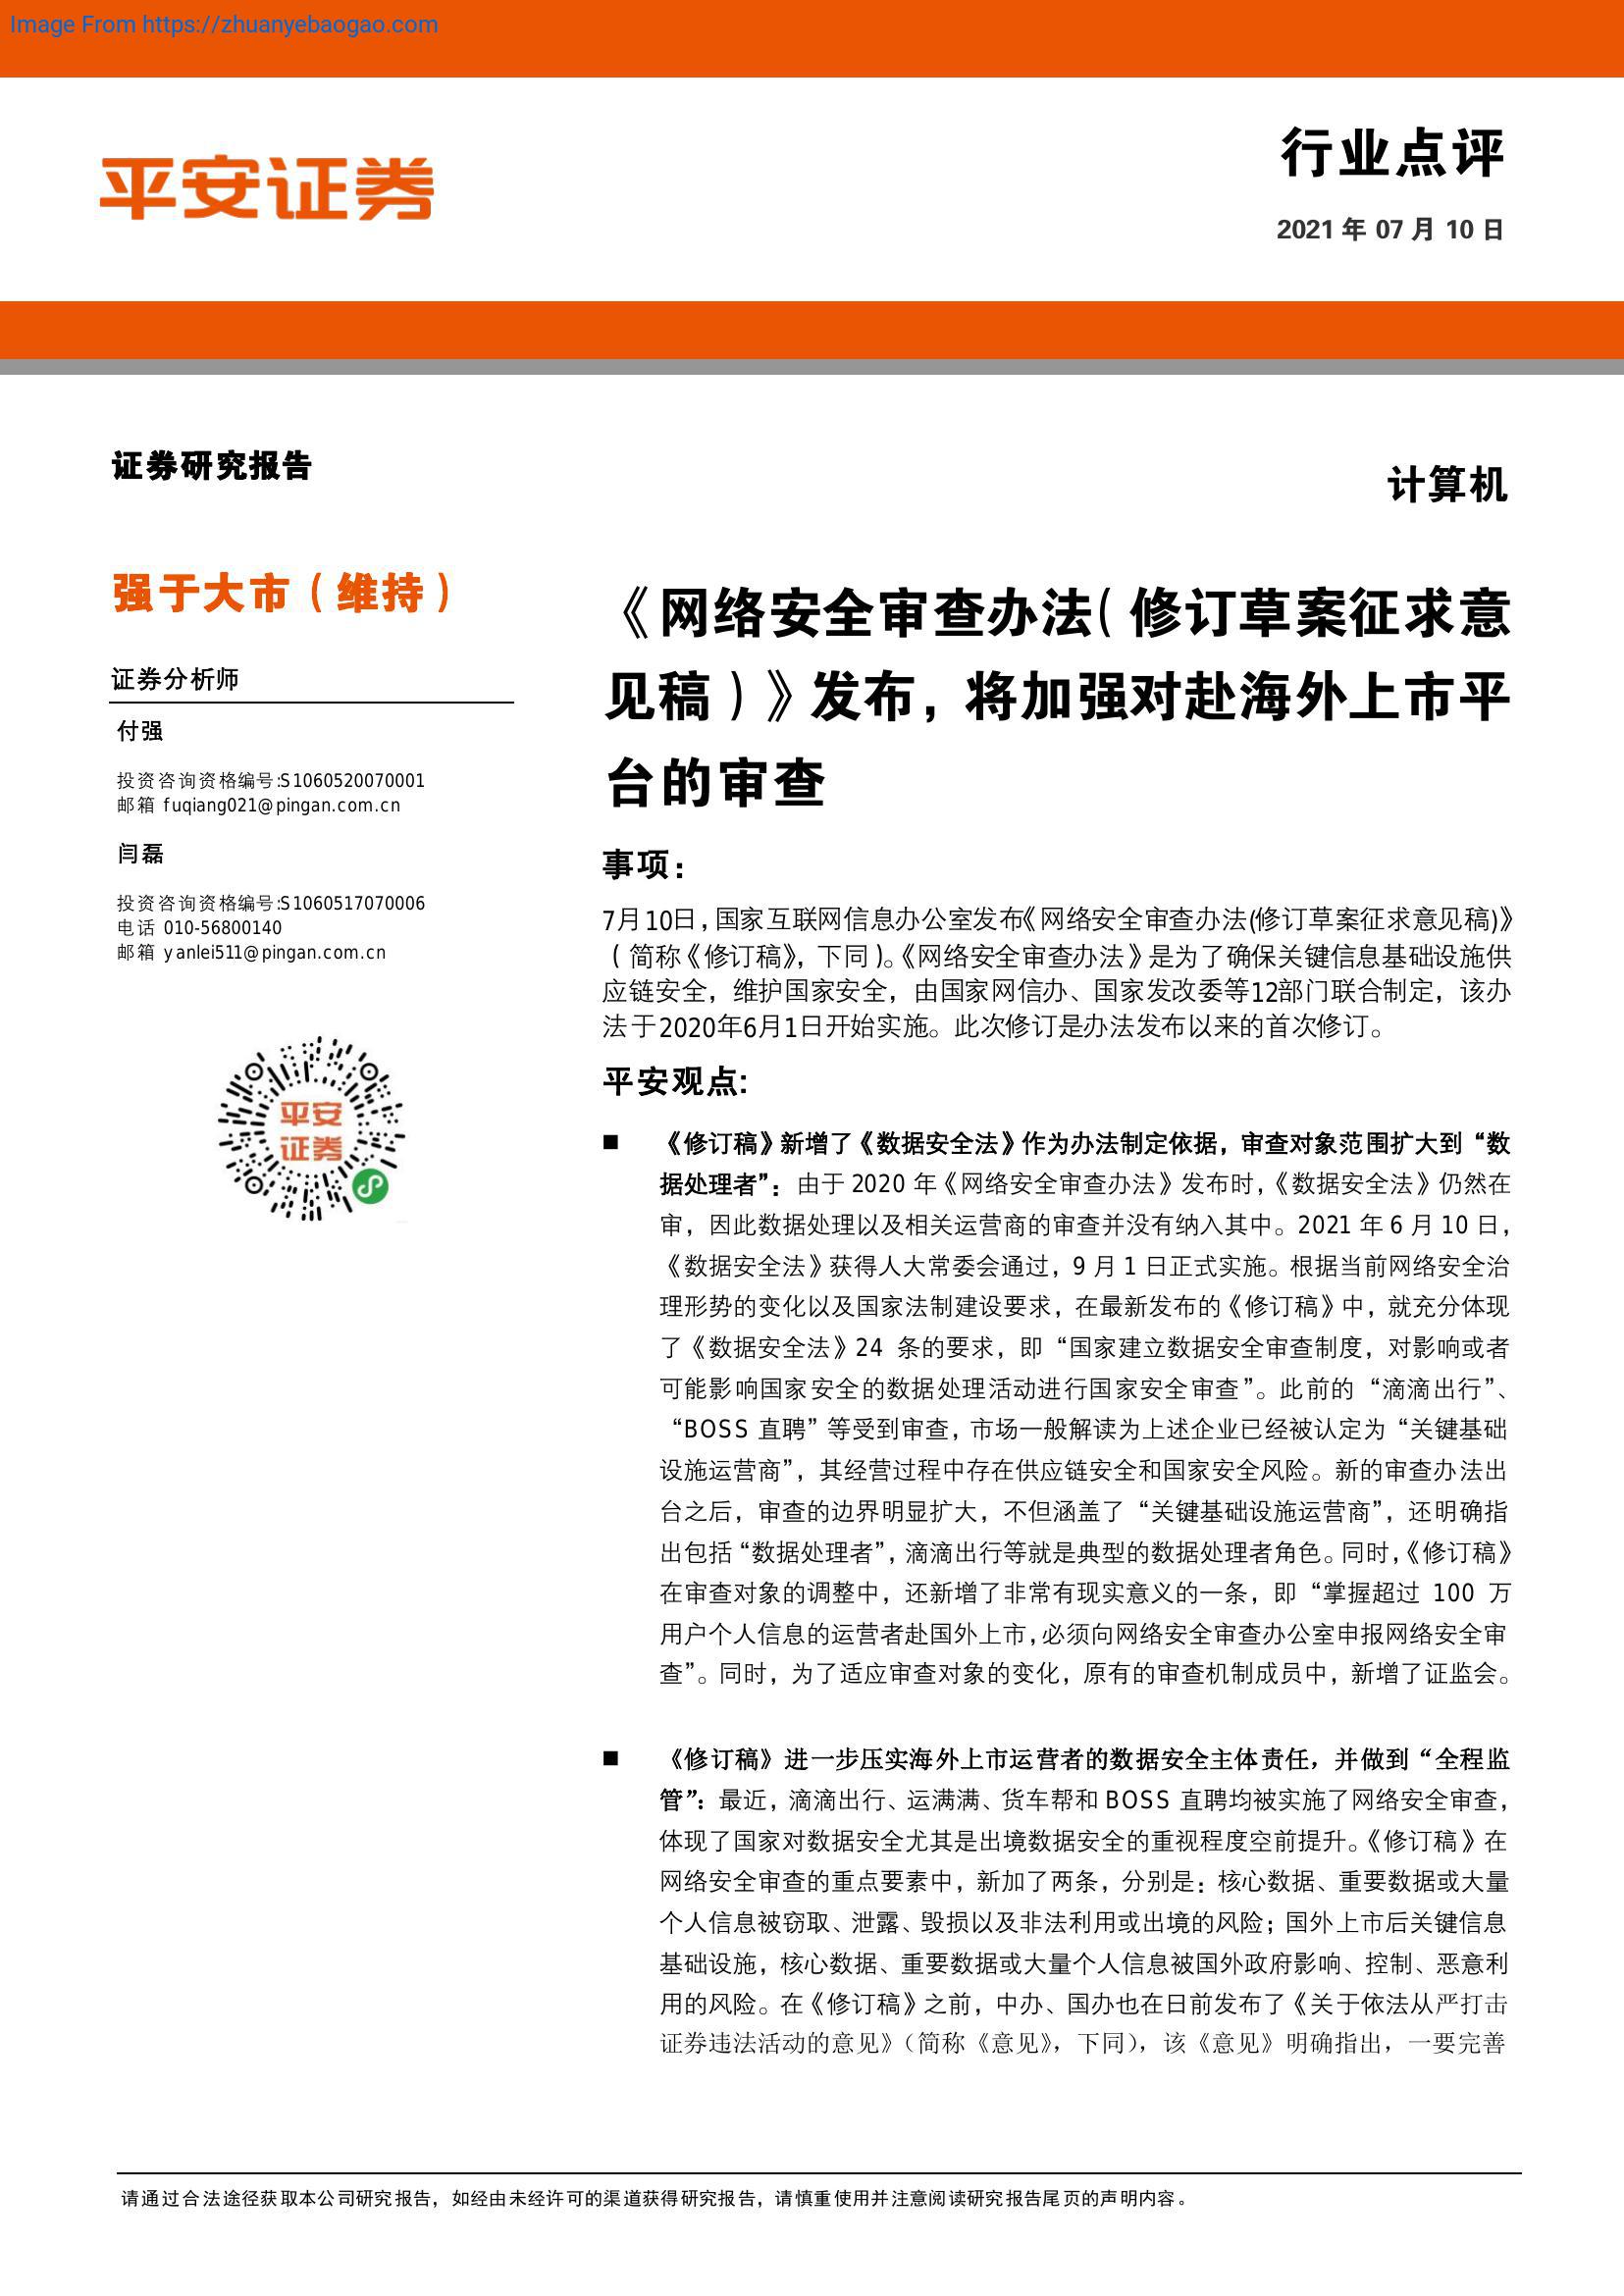 Image From https://zhuanyebaogao.com
平安证券
行业点评
2021 年 07 月 10 日
证券研究报告
计算机
强于大市（维持）
证券分析师
付强
投资咨询资格编号:S1060520070001
邮箱 fuqiang021@pingan.com.cn
闫磊
投资咨询资格编号:S1060517070006
电话 010-56800140
邮箱 yanlei511@pingan.com.cn
平安
证券
《网络安全审查办法(修订草案征求意
见稿）》发布，将加强对赴海外上市平
台的审查
事项：
7月10日，国家互联网信息办公室发布《网络安全审查办法(修订草案征求意见稿)》
（简称《修订稿》，下同）。《网络安全审查办法》是为了确保关键信息基础设施供
应链安全，维护国家安全，由国家网信办、国家发改委等12部门联合制定，该办
法于2020年6月1日开始实施。此次修订是办法发布以来的首次修订。
平安观点:
■ 《修订稿》新增了《数据安全法》作为办法制定依据，审查对象范围扩大到“数
据处理者”：由于 2020 年《网络安全审查办法》发布时，《数据安全法》仍然在
审，因此数据处理以及相关运营商的审查并没有纳入其中。2021 年 6 月 10 日，
《数据安全法》获得人大常委会通过，9 月 1 日正式实施。根据当前网络安全治
理形势的变化以及国家法制建设要求，在最新发布的《修订稿》中，就充分体现
了《数据安全法》24 条的要求，即“国家建立数据安全审查制度，对影响或者
可能影响国家安全的数据处理活动进行国家安全审查”。此前的“滴滴出行”、
“BOSS 直聘”等受到审查，市场一般解读为上述企业已经被认定为“关键基础
设施运营商”，其经营过程中存在供应链安全和国家安全风险。新的审查办法出
台之后，审查的边界明显扩大，不但涵盖了“关键基础设施运营商”，还明确指
出包括“数据处理者”，滴滴出行等就是典型的数据处理者角色。同时，《修订稿》
在审查对象的调整中，还新增了非常有现实意义的一条，即“掌握超过 100 万
用户个人信息的运营者赴国外上市，必须向网络安全审查办公室申报网络安全审
查”。同时，为了适应审查对象的变化，原有的审查机制成员中，新增了证监会。
■ 《修订稿》进一步压实海外上市运营者的数据安全主体责任，并做到“全程监
管”：最近，滴滴出行、运满满、货车帮和 BOSS 直聘均被实施了网络安全审查，
体现了国家对数据安全尤其是出境数据安全的重视程度空前提升。《修订稿》在
网络安全审查的重点要素中，新加了两条，分别是：核心数据、重要数据或大量
个人信息被窃取、泄露、毁损以及非法利用或出境的风险；国外上市后关键信息
基础设施，核心数据、重要数据或大量个人信息被国外政府影响、控制、恶意利
用的风险。在《修订稿》之前，中办、国办也在日前发布了《关于依法从严打击
证券违法活动的意见》（简称《意见》，下同），该《意见》明确指出，一要完善
请通过合法途径获取本公司研究报告，如经由未经许可的渠道获得研究报告，请慎重使用并注意阅读研究报告尾页的声明内容。